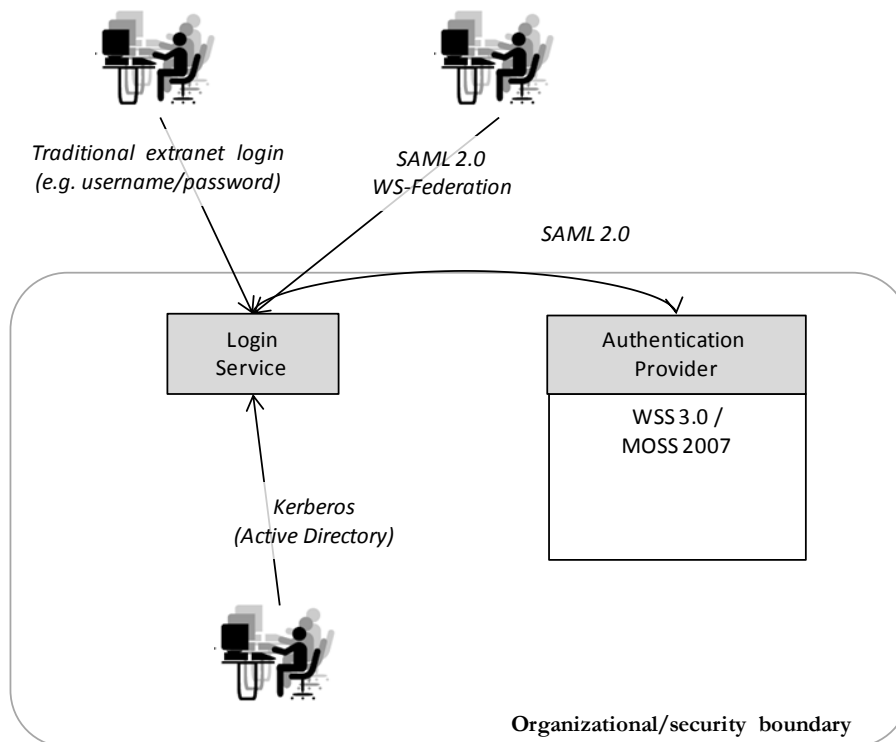 Traditional extranet login
(e.g. username/password)
SAML 2.0
WS-Federation
SAML 2.0
Login
Service
Authentication
Provider
WSS 3.0 /
MOSS 2007
Kerberos
(Active Directory)
Organizational/security boundary